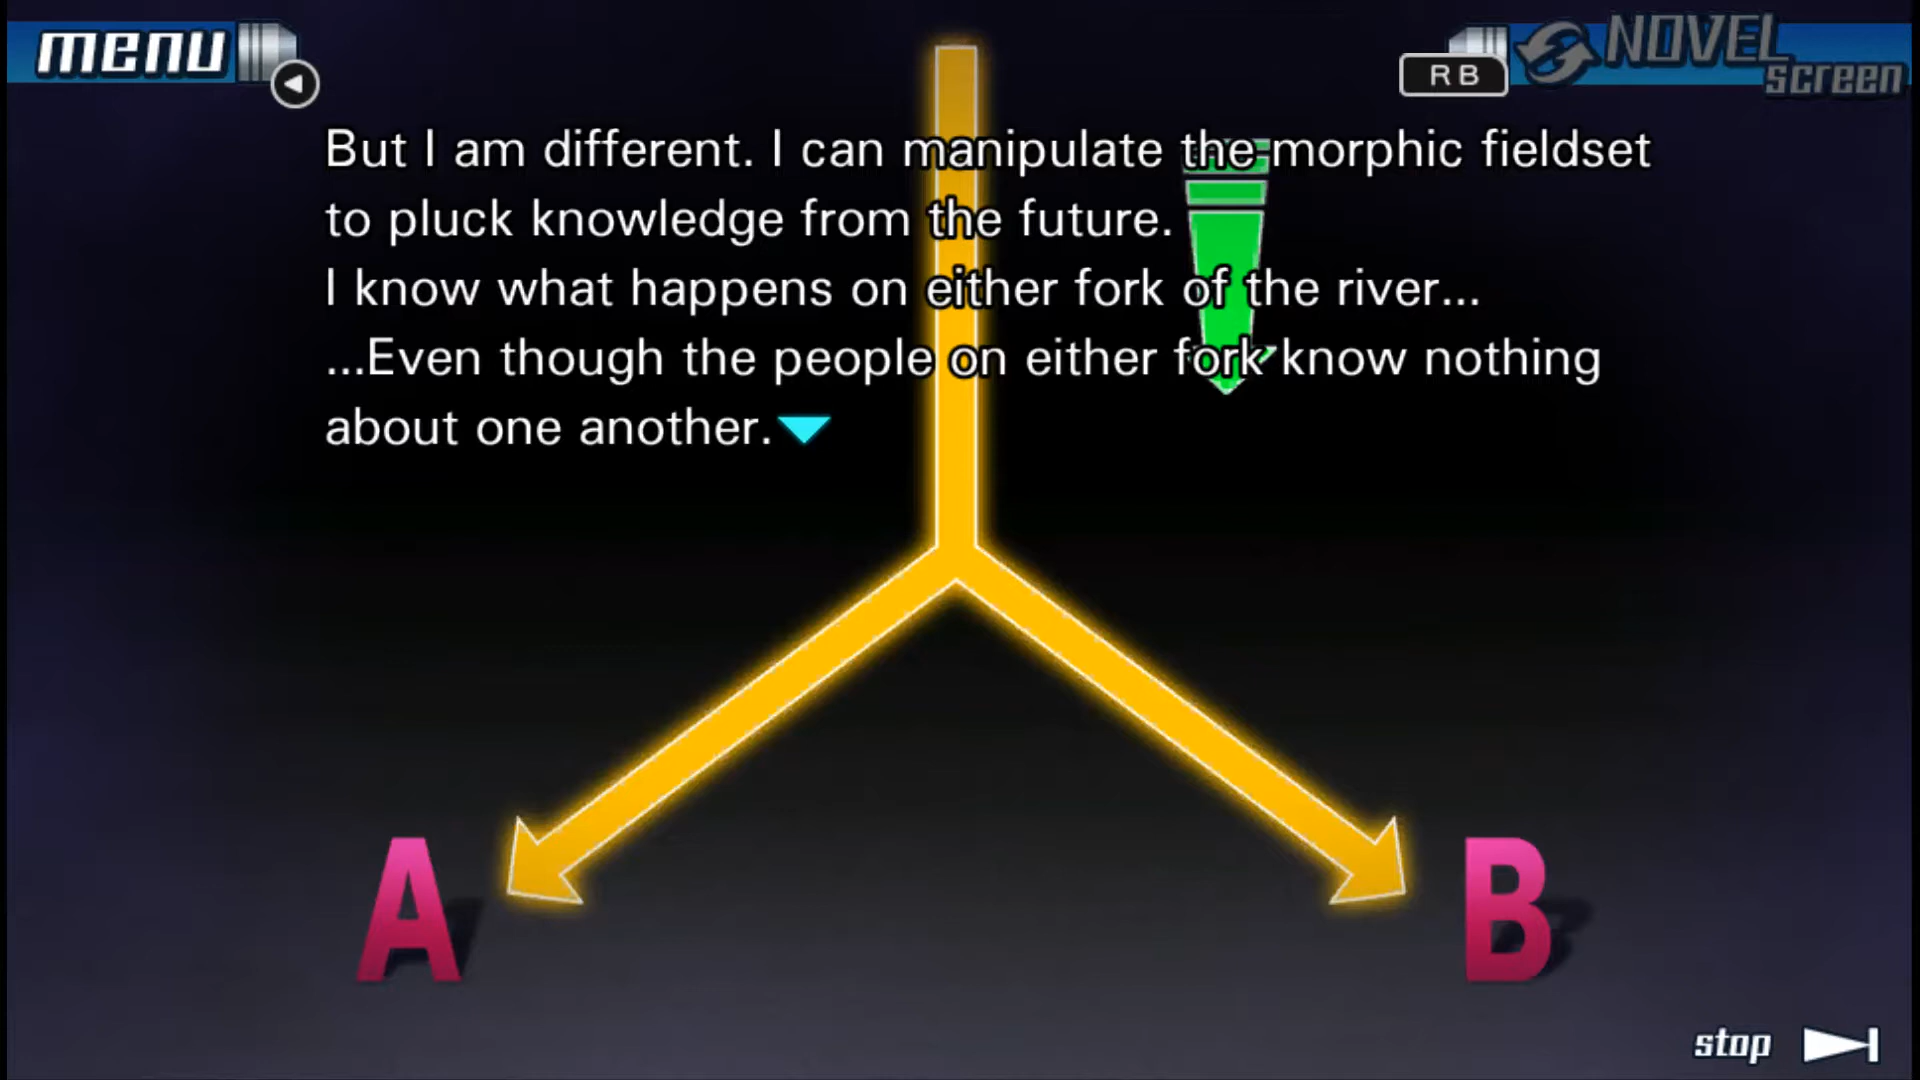 menu
RB
NOVEL
screen
But I am different. I can manipulate the morphic fieldset
to pluck knowledge from the future.
I know what happens on either fork of the river...
...Even though the people on either fork know nothing
about one another.
A
B
stop